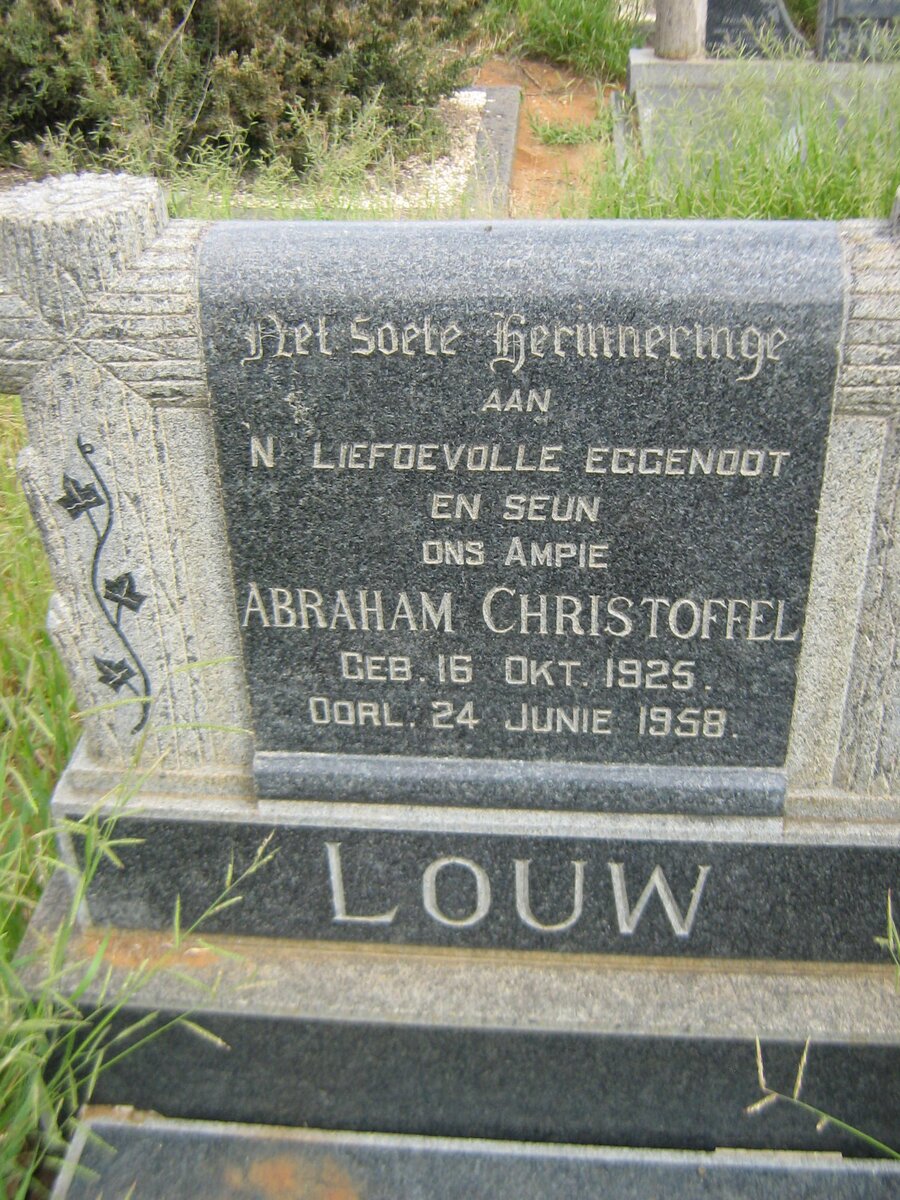 Met Soete Herinneringe
AAN
'N LIEFDEVOLLE EGGENOOT
EN SEUN
ONS AMPIE
ABRAHAM CHRISTOFFEL
GEB. 16 OKT. 1925.
OORL. 24 JUNIE 1958.
LOUW